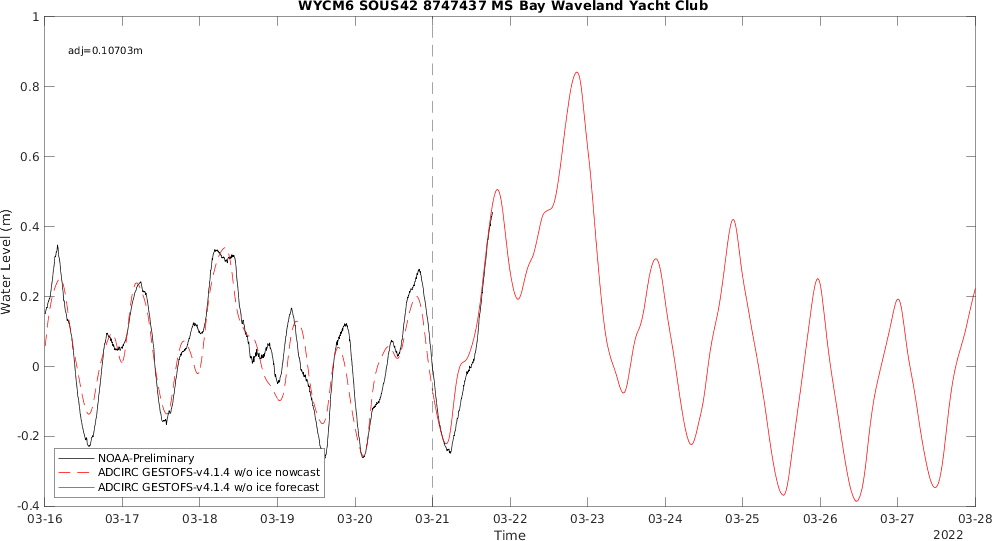 WYCM6 SOUS42 8747437 MS Bay Waveland Yacht Club
adj=0.10703m
Water Level (m)
1
0.8
0.6
0.4
0.2
0
-0.2
-0.4
NOAA-Preliminary
ADCIRC GESTOFS-v4.1.4 w/o ice nowcast
ADCIRC GESTOFS-v4.1.4 w/o ice forecast
03-16 03-17 03-18 03-19 03-20 03-21 03-22 03-23 03-24 03-25 03-26 03-27 03-28
Time
2022